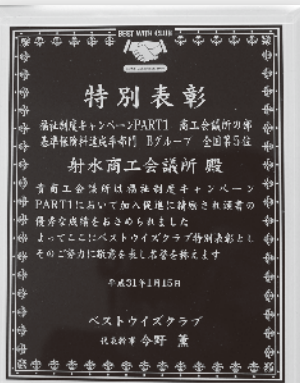 BEST WITH CLUB
特別表彰
福祉制度キャンペーンPART1 商工会議所の部
基準保険料達成率部門 Bグループ 全国第5位
射水商工会議所 殿
貴商工会議所は福祉制度キャンペーン
PART1において加入促進に精励され頭書の
優秀な成績をおさめられました
よってここにベストウイズクラブ特別表彰とし
そのご努力に敬意を表し名誉を称えます
平成31年1月15日
ベストウイズクラブ
代表幹事 今野 薫